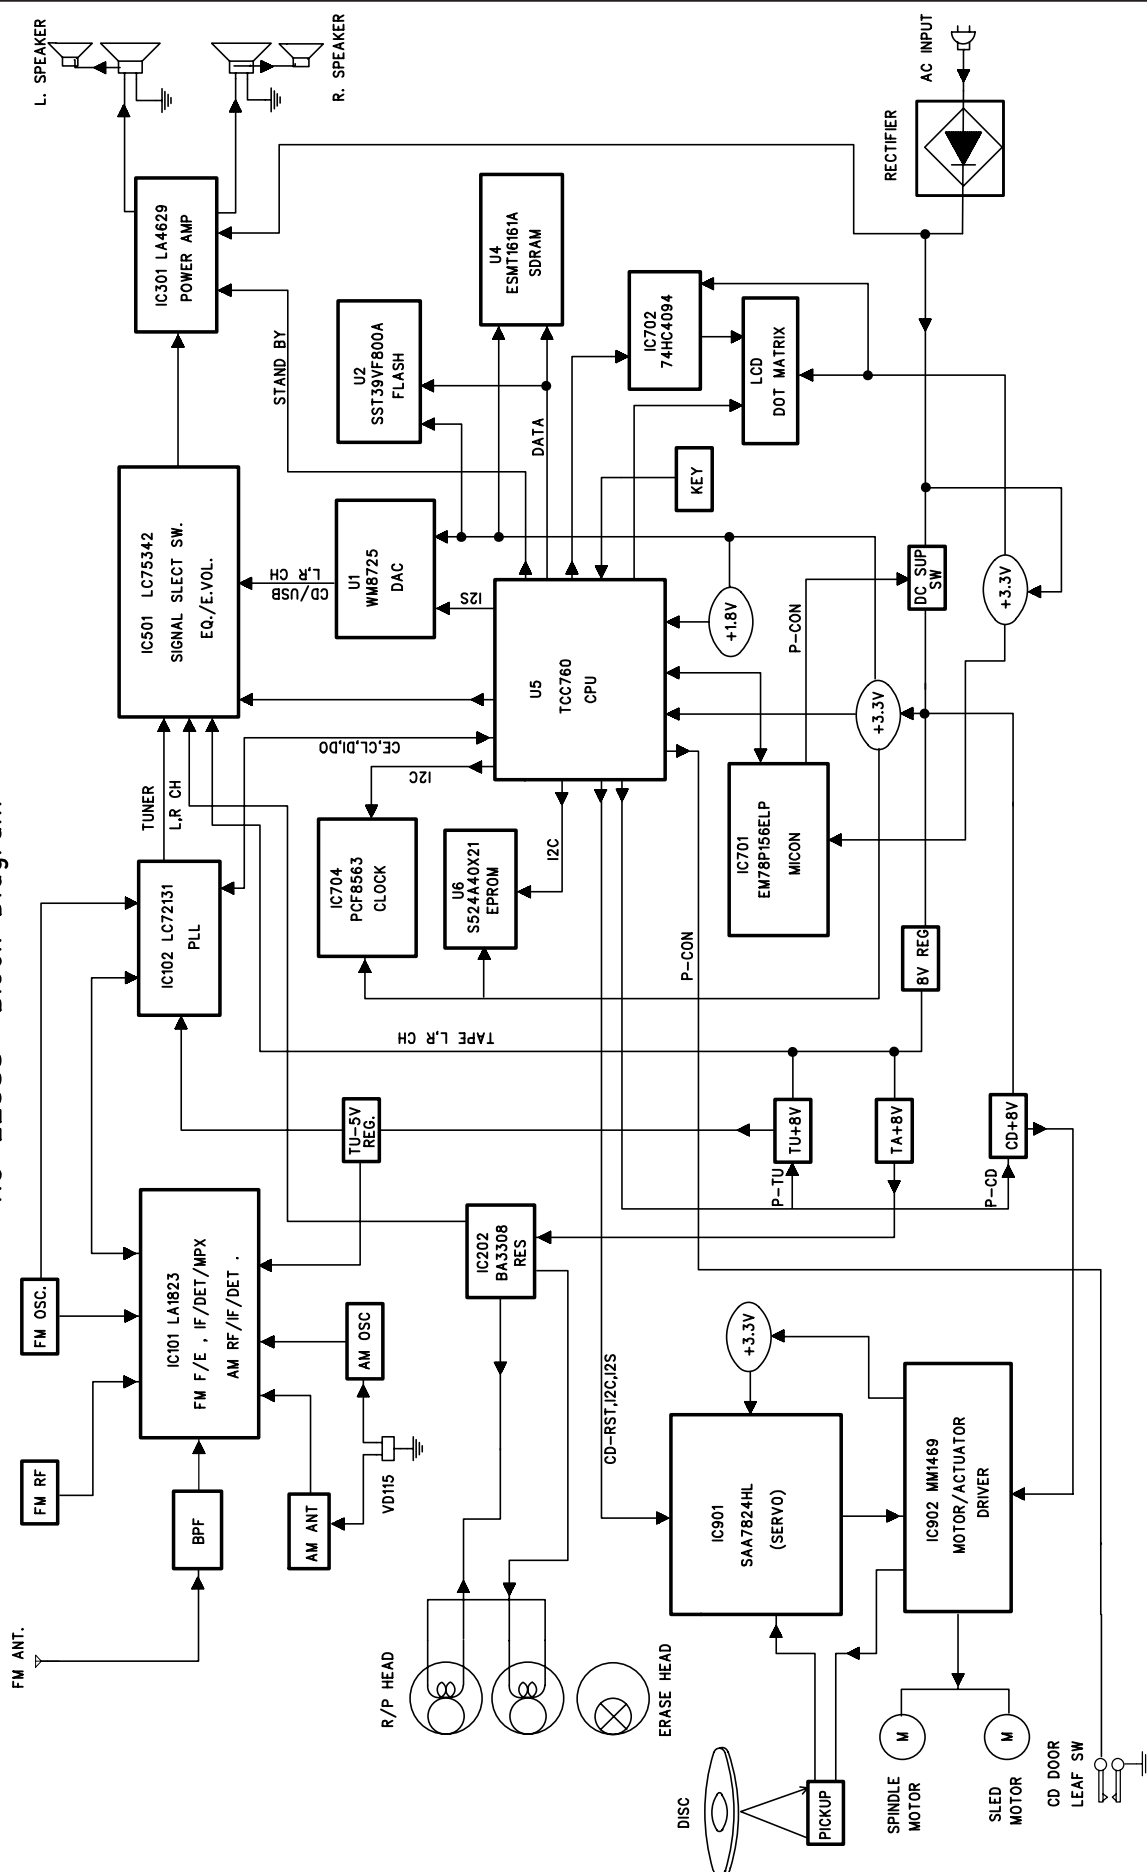 FM ANT.
BPF
FM RF
FM OSC.
IC101 LA1823
FM F/E , IF/DET/MPX
AM RF/IF/DET .
AM ANT
AM OSC
VD115
TU-5V
REG.
IC102 LC72131
PLL
TUNER
L,R CH
IC501 LC75342
SIGNAL SLECT SW.
EQ./E.VOL.
IC301 LA4629
POWER AMP
L. SPEAKER
R. SPEAKER
STAND BY
CD/USB
L,R CH
U1
WM8725
DAC
I2S
U2
SST39VF800A
FLASH
U4
ESMT16161A
SDRAM
DATA
CE,CL,DI,DO
I2C
IC704
PCF8563
CLOCK
U6
S524A40X21
EPROM
I2C
U5
TCC760
CPU
KEY
IC702
74HC4094
LCD
DOT MATRIX
+1.8V
P-CON
+3.3V
DC SUP
SW
+3.3V
RECTIFIER
AC INPUT
IC701
EM78P156ELP
MICON
8V REG
P-CON
TAPE L,R CH
P-TU
TU+8V
TA+8V
P-CD
CD+8V
IC202
BA3308
RES
R/P HEAD
ERASE HEAD
CD-RST,I2C,I2S
+3.3V
IC901
SAA7824HL
(SERVO)
IC902 MM1469
MOTOR/ACTUATOR
DRIVER
DISC
PICKUP
M
SPINDLE
MOTOR
M
SLED
MOTOR
CD DOOR
LEAF SW